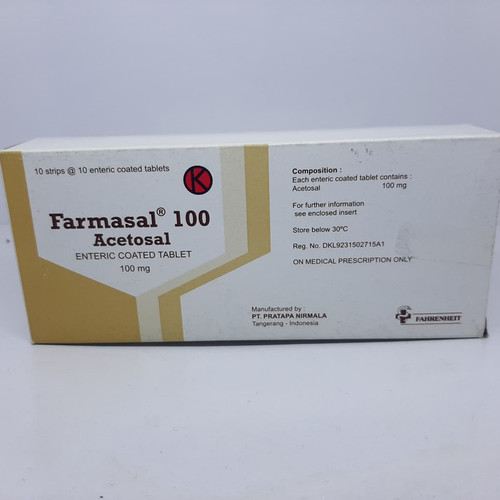 10 strips @ 10 enteric coated tablets
K
Farmasal® 100
Acetosal
ENTERIC COATED TABLET
100 mg
Composition :
Each enteric coated tablet contains :
Acetosal 100 mg
For further information
see enclosed insert
Store below 30ºC
Reg. No. DKL9231502715A1
ON MEDICAL PRESCRIPTION ONLY
Manufactured by :
PT. PRATAPA NIRMALA
Tangerang - Indonesia
FAHRENHEIT